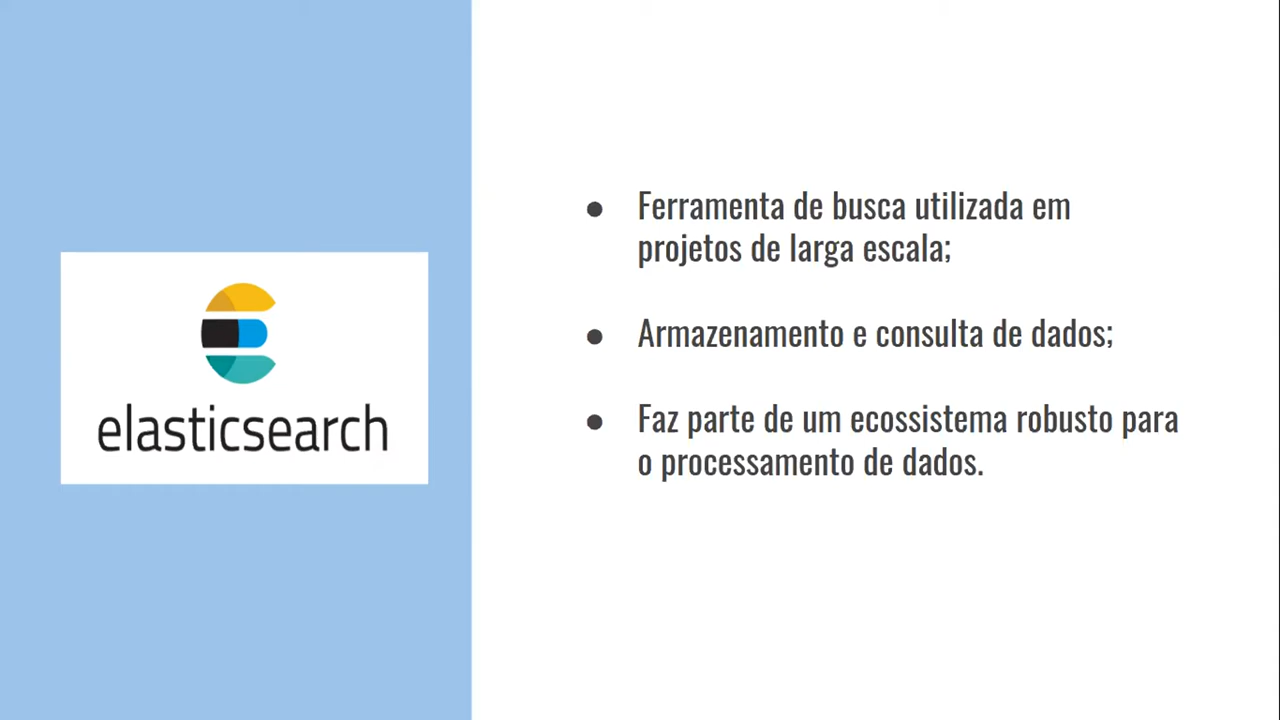 elasticsearch
● Ferramenta de busca utilizada em
projetos de larga escala;
● Armazenamento e consulta de dados;
● Faz parte de um ecossistema robusto para
o processamento de dados.